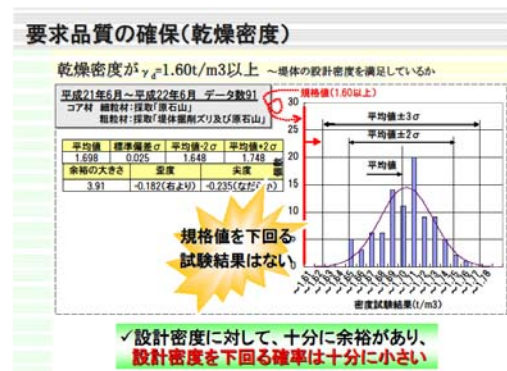 要求品質の確保(乾燥密度)
乾燥密度がγd=1.60t/m3以上 ～堤体の設計密度を満足しているか
平成21年6月～平成22年6月 データ数91
コア材 細粒材:採取「原石山」
粗粒材:採取「堤体掘削ズリ及び原石山」
規格値(1.60以上)
平均値 標準偏差σ 平均値-2σ 平均値+2σ
1.698 0.025 1.648 1.748
余裕の大きさ 歪度 尖度
3.91 -0.182(右より)
平均値±3σ
平均値±2σ
平均値
30
25
20
15
10
規格値を下回る
試験結果はない
密度試験結果(t/m3)
✓設計密度に対して、十分に余裕があり、
設計密度を下回る確率は十分に小さい